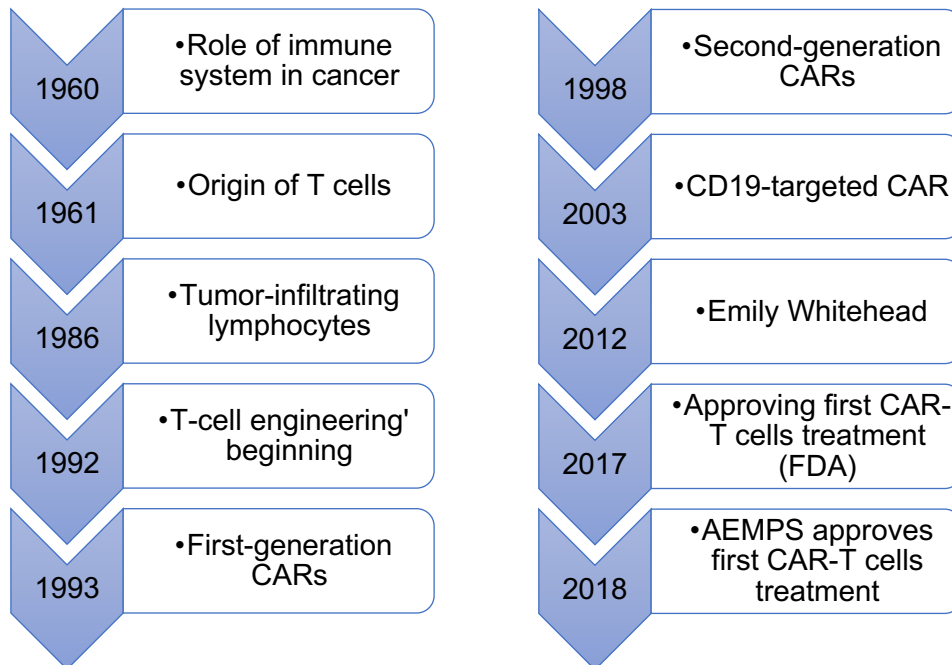 1960
•Role of immune
system in cancer
1961
•Origin of T cells
1986
•Tumor-infiltrating
lymphocytes
1992
•T-cell engineering'
beginning
1993
•First-generation
CARs
1998
•Second-generation
CARs
2003
•CD19-targeted CAR
2012
•Emily Whitehead
2017
•Approving first CAR-
T cells treatment
(FDA)
2018
•AEMPS approves
first CAR-T cells
treatment